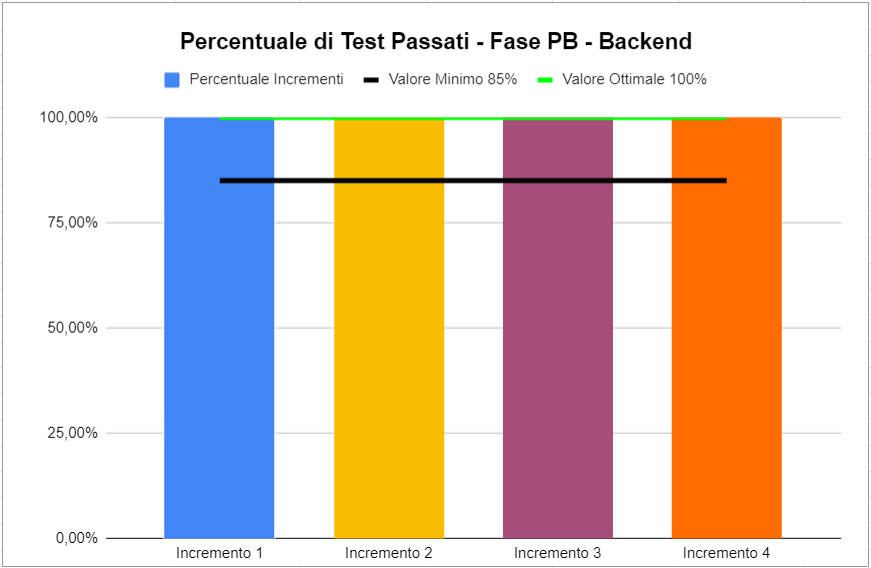 Percentuale di Test Passati - Fase PB - Backend
Percentuale Incrementi Valore Minimo 85% Valore Ottimale 100%
100,00%
75,00%
50,00%
25,00%
0,00%
Incremento 1 Incremento 2 Incremento 3 Incremento 4